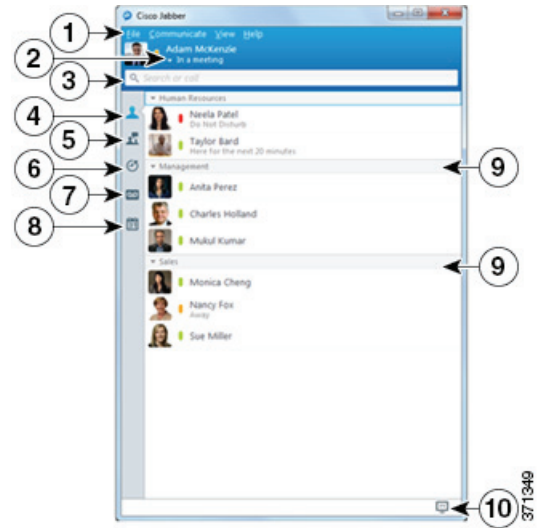 Cisco Jabber
1
File Communicate View Help
Adam McKenzie
2
In a meeting
3
Search or call
Human Resources
4
Neela Patel
Do Not Disturb
5
Taylor Bard
Here for the next 20 minutes
6
Management
9
7
Anita Perez
8
Charles Holland
Mukul Kumar
Sales
9
Monica Cheng
Nancy Fox
Away
Sue Miller
10
371349